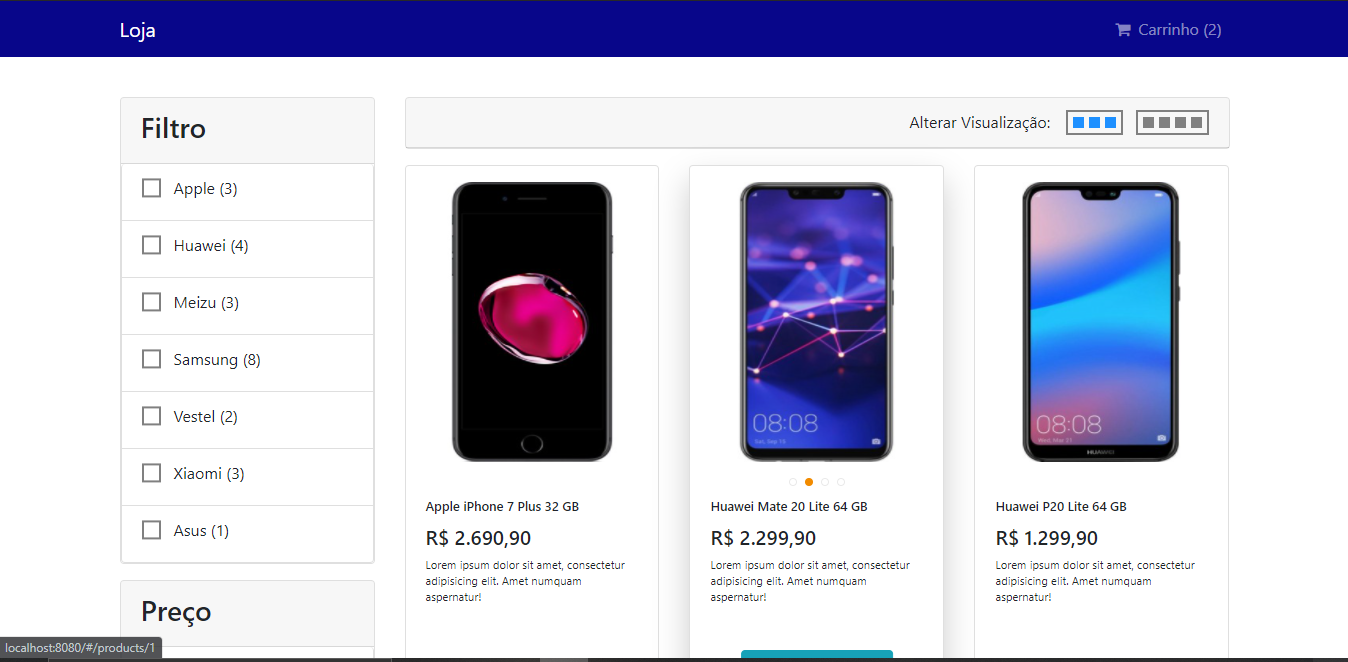 Loja
Carrinho (2)
Filtro
Apple (3)
Huawei (4)
Meizu (3)
Samsung (8)
Vestel (2)
Xiaomi (3)
Asus (1)
Preço
Alterar Visualização:
Apple iPhone 7 Plus 32 GB
R$ 2.690,90
Lorem ipsum dolor sit amet, consectetur
adipisicing elit. Amet numquam
aspernatur!
08:08
Huawei Mate 20 Lite 64 GB
R$ 2.299,90
Lorem ipsum dolor sit amet, consectetur
adipisicing elit. Amet numquam
aspernatur!
08:08
HUAWEI
Huawei P20 Lite 64 GB
R$ 1.299,90
Lorem ipsum dolor sit amet, consectetur
adipisicing elit. Amet numquam
aspernatur!
localhost:8080/#/products/1